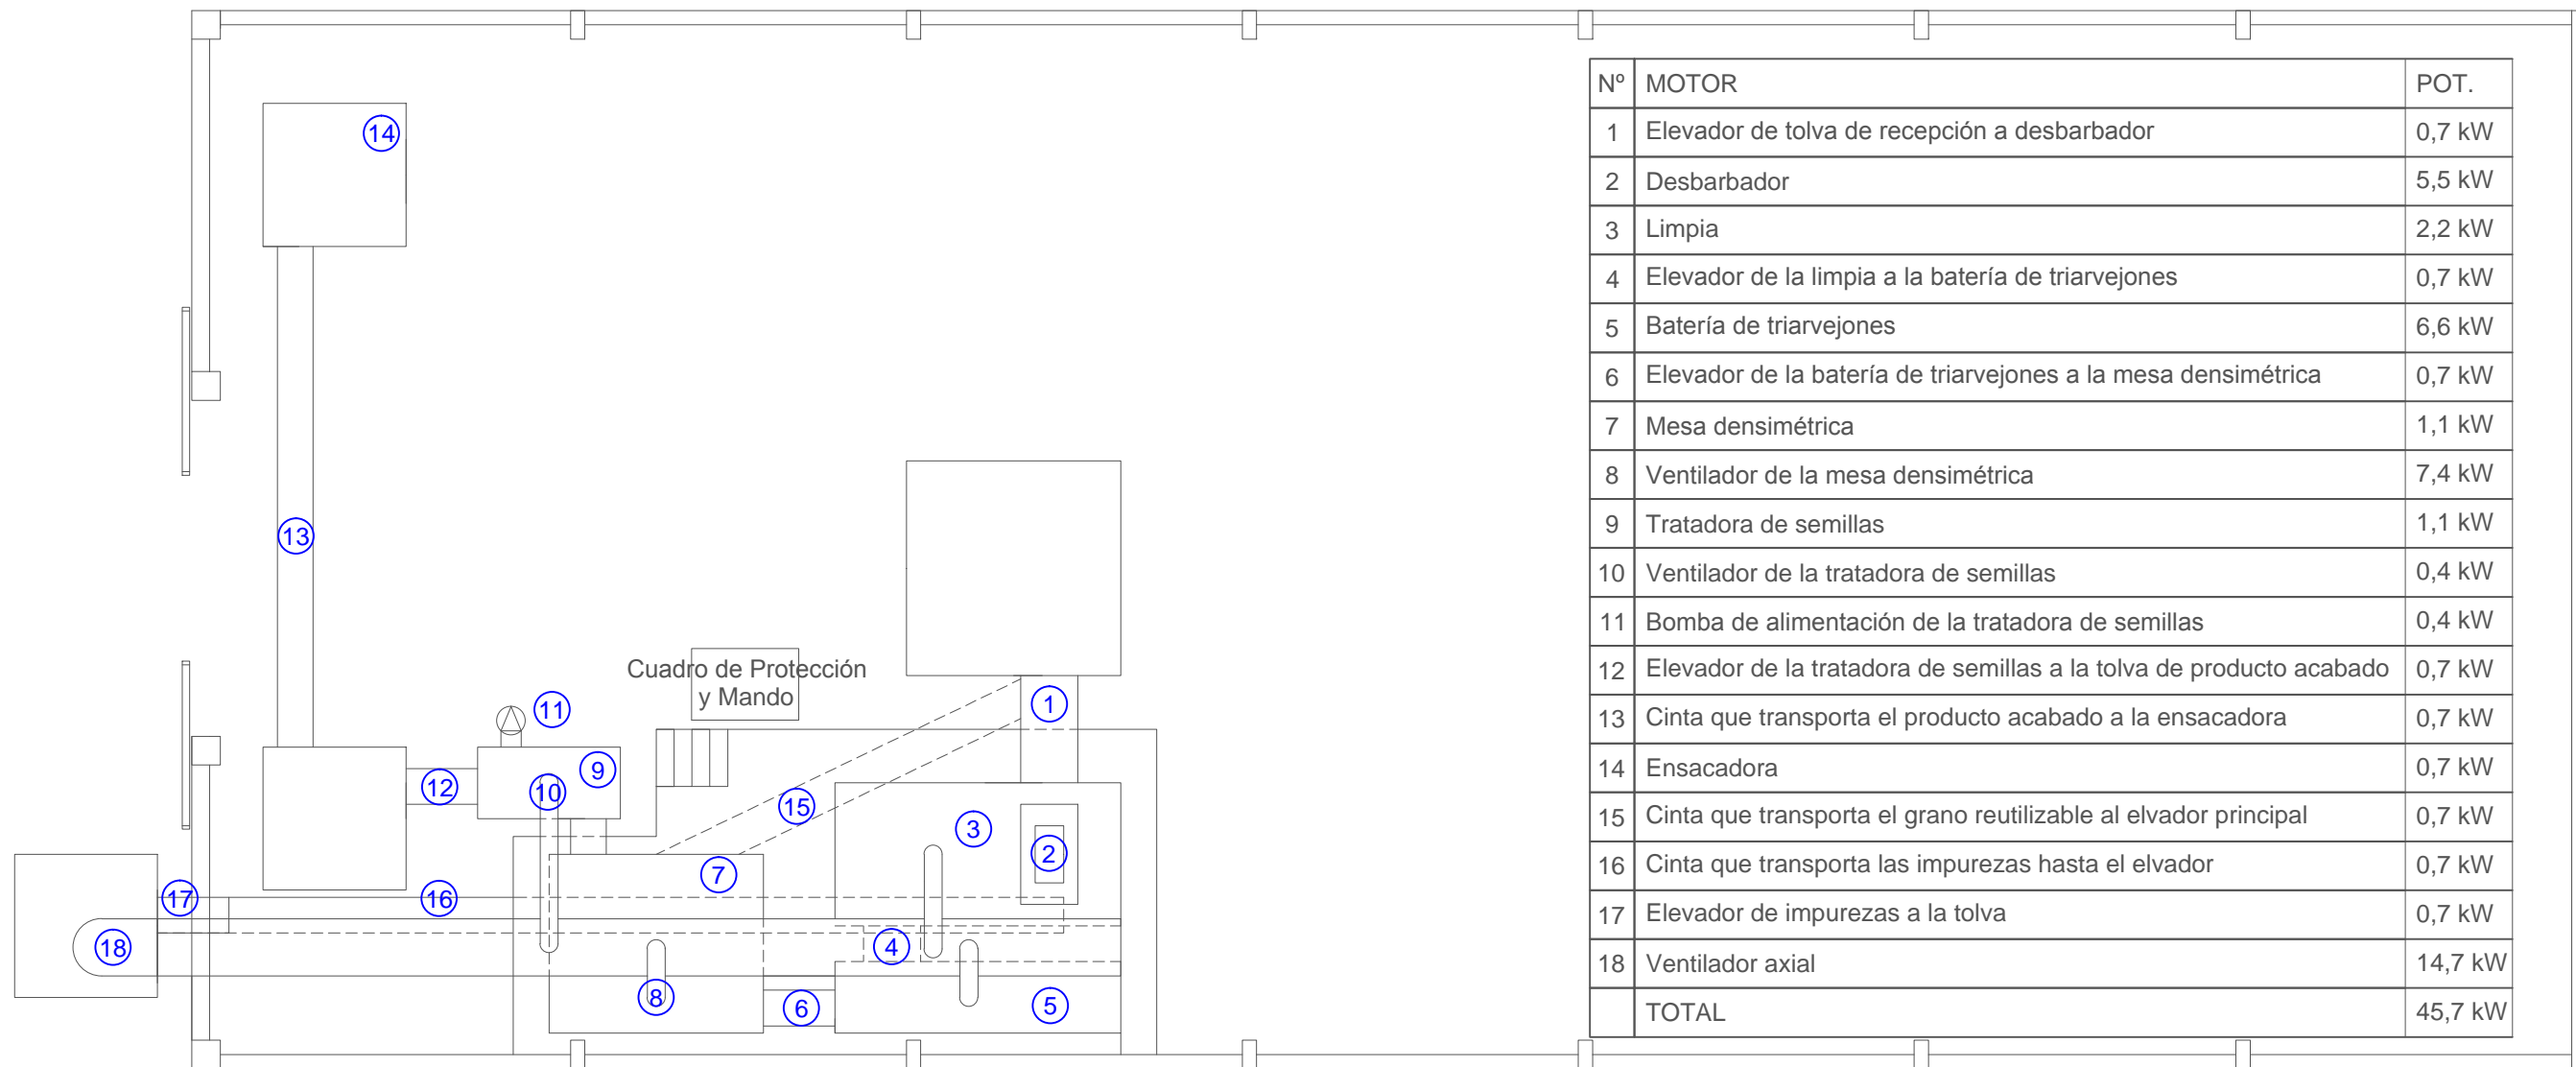 Nº MOTOR POT.
1 Elevador de tolva de recepción a desbarbador 0,7 kW
2 Desbarbador 5,5 kW
3 Limpia 2,2 kW
4 Elevador de la limpia a la batería de triarvejones 0,7 kW
5 Batería de triarvejones 6,6 kW
6 Elevador de la batería de triarvejones a la mesa densimétrica 0,7 kW
7 Mesa densimétrica 1,1 kW
8 Ventilador de la mesa densimétrica 7,4 kW
9 Tratadora de semillas 1,1 kW
10 Ventilador de la tratadora de semillas 0,4 kW
11 Bomba de alimentación de la tratadora de semillas 0,4 kW
12 Elevador de la tratadora de semillas a la tolva de producto acabado 0,7 kW
13 Cinta que transporta el producto acabado a la ensacadora 0,7 kW
14 Ensacadora 0,7 kW
15 Cinta que transporta el grano reutilizable al elvador principal 0,7 kW
16 Cinta que transporta las impurezas hasta el elvador 0,7 kW
17 Elevador de impurezas a la tolva 0,7 kW
18 Ventilador axial 14,7 kW
TOTAL 45,7 kW
14
13
Cuadro de Protección
y Mando
11
1
9
12
10
15
3
2
7
17
16
18
4
8
6
5